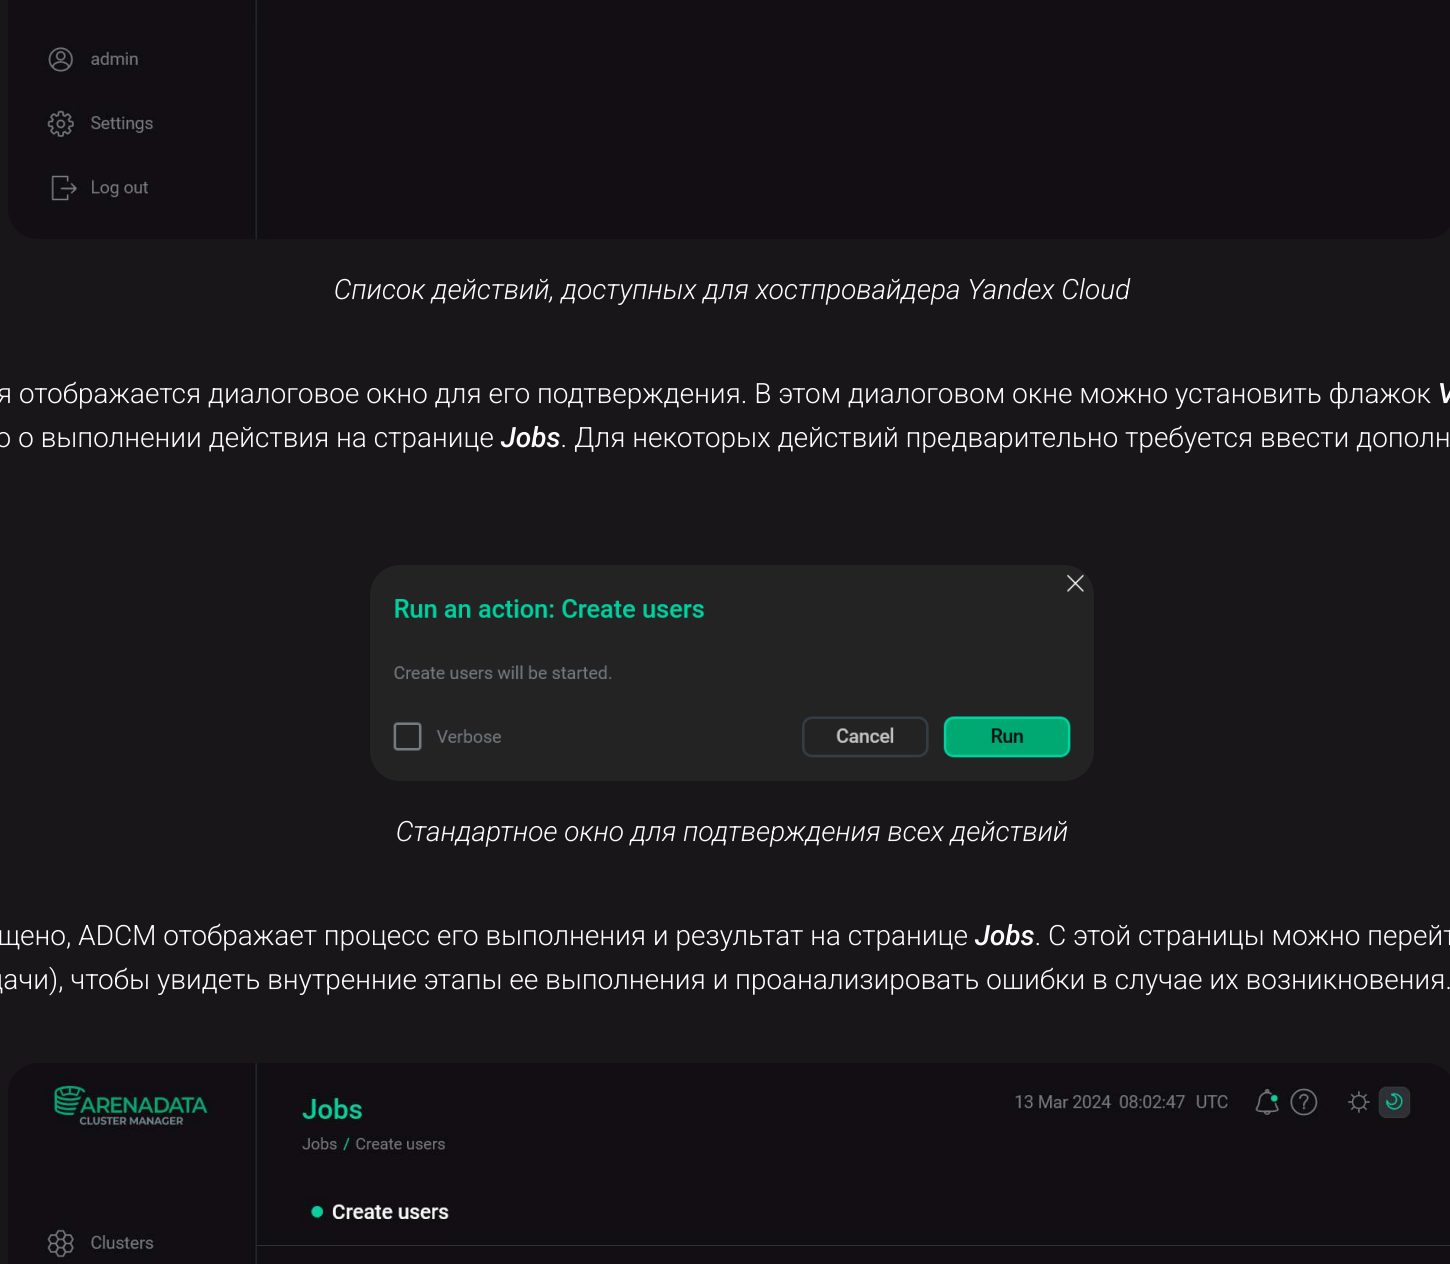 admin
Settings
Log out
Список действий, доступных для хостпровайдера Yandex Cloud
я отображается диалоговое окно для его подтверждения. В этом диалоговом окне можно установить флажок
о о выполнении действия на странице Jobs. Для некоторых действий предварительно требуется ввести дополн
Run an action: Create users
Create users will be started.
Verbose
Cancel
Run
Стандартное окно для подтверждения всех действий
щено, ADCM отображает процесс его выполнения и результат на странице Jobs. С этой страницы можно перейт
дачи), чтобы увидеть внутренние этапы ее выполнения и проанализировать ошибки в случае их возникновения.
ARENADATA
CLUSTER MANAGER
Jobs
13 Mar 2024 08:02:47 UTC
Jobs / Create users
Create users
Clusters